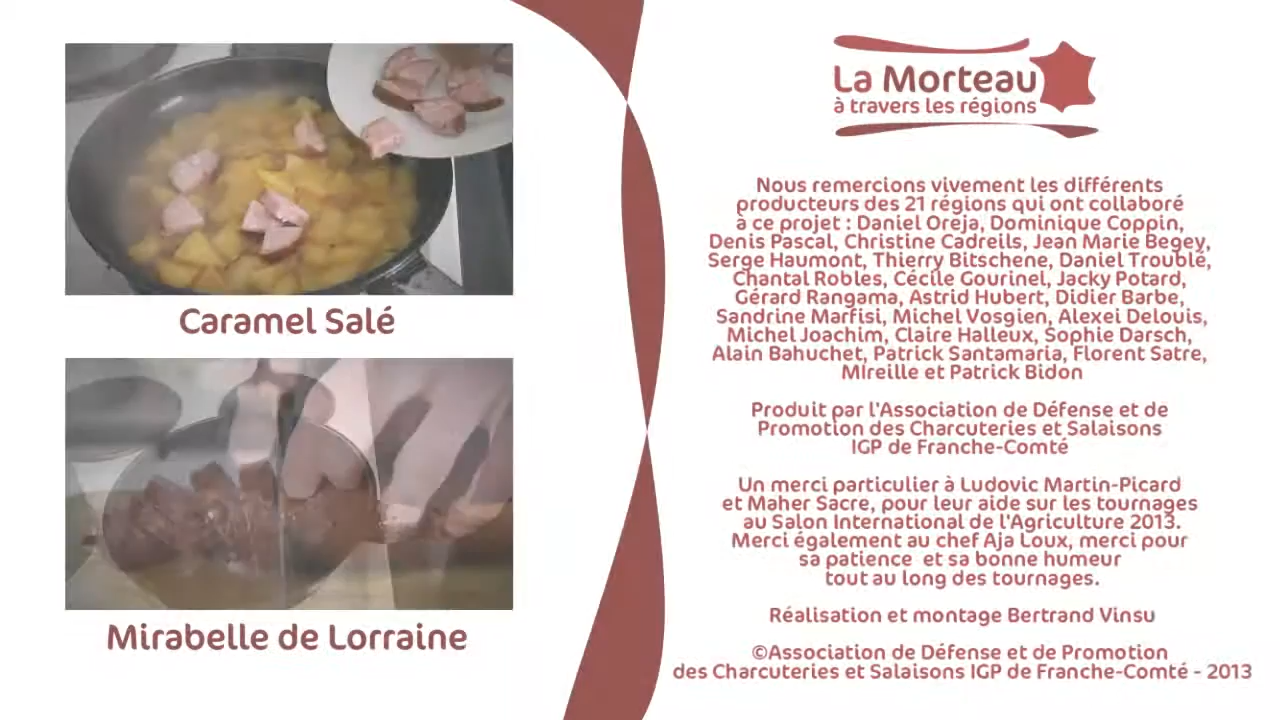 Caramel Salé
Mirabelle de Lorraine
La Morteau
à travers les régions
Nous remercions vivement les différents
producteurs des 21 régions qui ont collaboré
à ce projet : Daniel Oreja, Dominique Coppin,
Denis Pascal, Christine Cadreils, Jean Marie Begey,
Serge Haumont, Thierry Bitschene, Daniel Troublé,
Chantal Robles, Cécile Gourinel, Jacky Potard,
Gérard Rangama, Astrid Hubert, Didier Barbe,
Sandrine Marfisi, Michel Vosgien, Alexei Delouis,
Michel Joachim, Claire Halleux, Sophie Darsch,
Alain Bahuchet, Patrick Santamaria, Florent Satre,
MIreille et Patrick Bidon
Produit par l'Association de Défense et de
Promotion des Charcuteries et Salaisons
IGP de Franche-Comté
Un merci particulier à Ludovic Martin-Picard
et Maher Sacre, pour leur aide sur les tournages
au Salon International de l'Agriculture 2013.
Merci également au chef Aja Loux, merci pour
sa patience  et sa bonne humeur
tout au long des tournages.
Réalisation et montage Bertrand Vinsu
©Association de Défense et de Promotion
des Charcuteries et Salaisons IGP de Franche-Comté - 2013